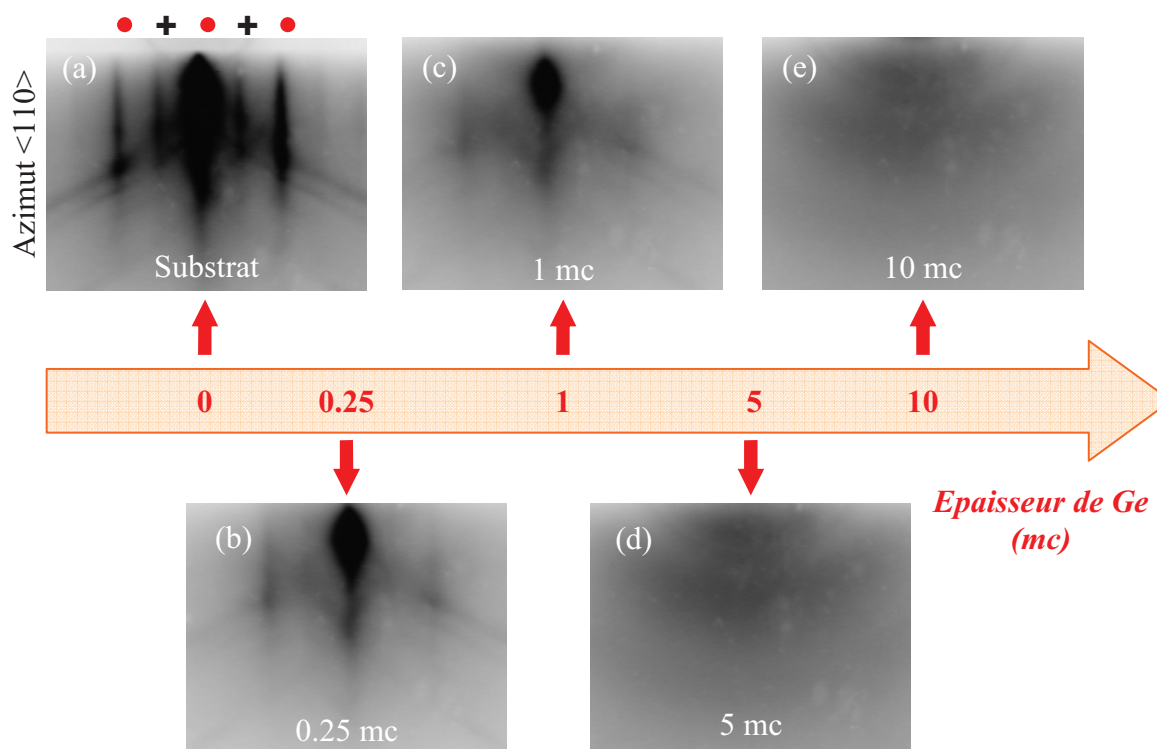 Azimut <110>
(a)
Substrat
(c)
1 mc
(e)
10 mc
0
0.25
1
5
10
Epaisseur de Ge
(mc)
(b)
0.25 mc
(d)
5 mc